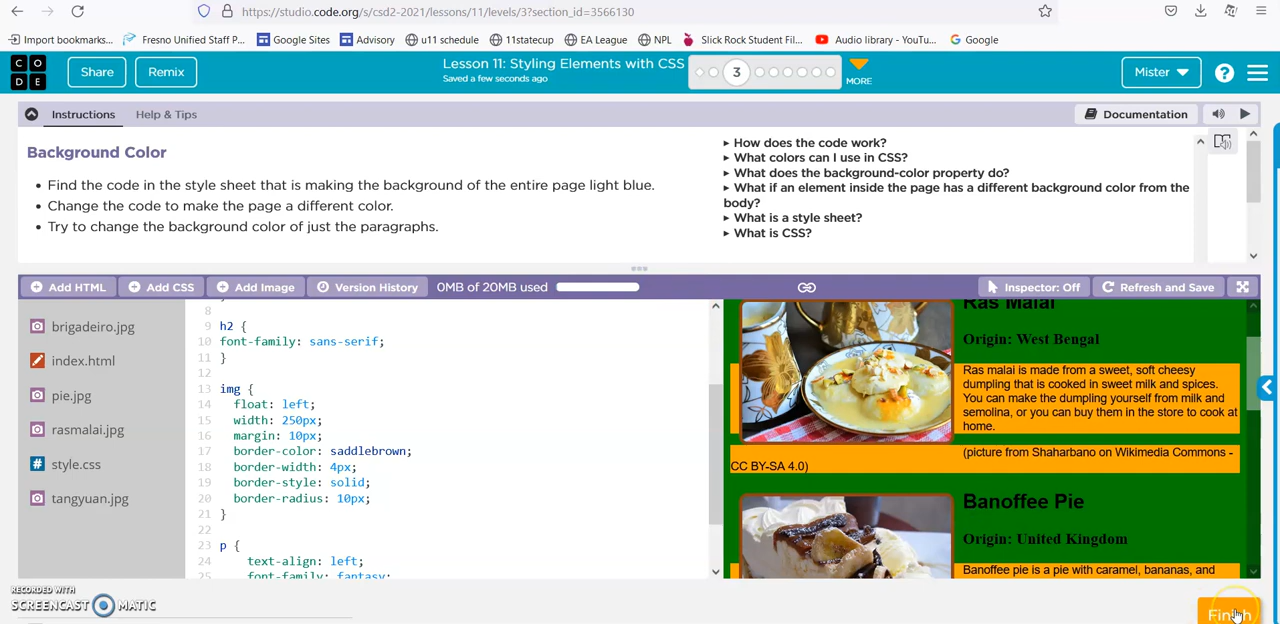 https://studio.code.org/s/csd2-2021/lessons/11/levels/3?section_id=3566130
Import bookmarks... Fresno Unified Staff P... Google Sites Advisory u11 schedule 11statecup EA League NPL Slick Rock Student Fil... Audio library - YouTu... Google
C O D E
Share
Remix
Lesson 11: Styling Elements with CSS
Saved a few seconds ago
3
MORE
Mister
?
Instructions
Help & Tips
Documentation
Background Color
Find the code in the style sheet that is making the background of the entire page light blue.
Change the code to make the page a different color.
Try to change the background color of just the paragraphs.
How does the code work?
What colors can I use in CSS?
What does the background-color property do?
What if an element inside the page has a different background color from the
body?
What is a style sheet?
What is CSS?
Add HTML Add CSS Add Image Version History 0MB of 20MB used Inspector: Off Refresh and Save
brigadeiro.jpg
index.html
pie.jpg
rasmalai.jpg
style.css
tangyuan.jpg
8
9 h2 {
10 font-family: sans-serif;
11 }
12
13 img {
14 float: left;
15 width: 250px;
16 margin: 10px;
17 border-color: saddlebrown;
18 border-width: 4px;
19 border-style: solid;
20 border-radius: 10px;
21 }
22
23 p {
24 text-align: left;
25 font-family: fantasy;
Ras Malai
Origin: West Bengal
Ras malai is made from a sweet, soft cheesy
dumpling that is cooked in sweet milk and spices.
You can make the dumpling yourself from milk and
semolina, or you can buy them in the store to cook at
home.
(picture from Shaharbano on Wikimedia Commons -
CC BY-SA 4.0)
Banoffee Pie
Origin: United Kingdom
Banoffee pie is a pie with caramel, bananas, and
RECORDED WITH
SCREENCAST MATIC
Finish